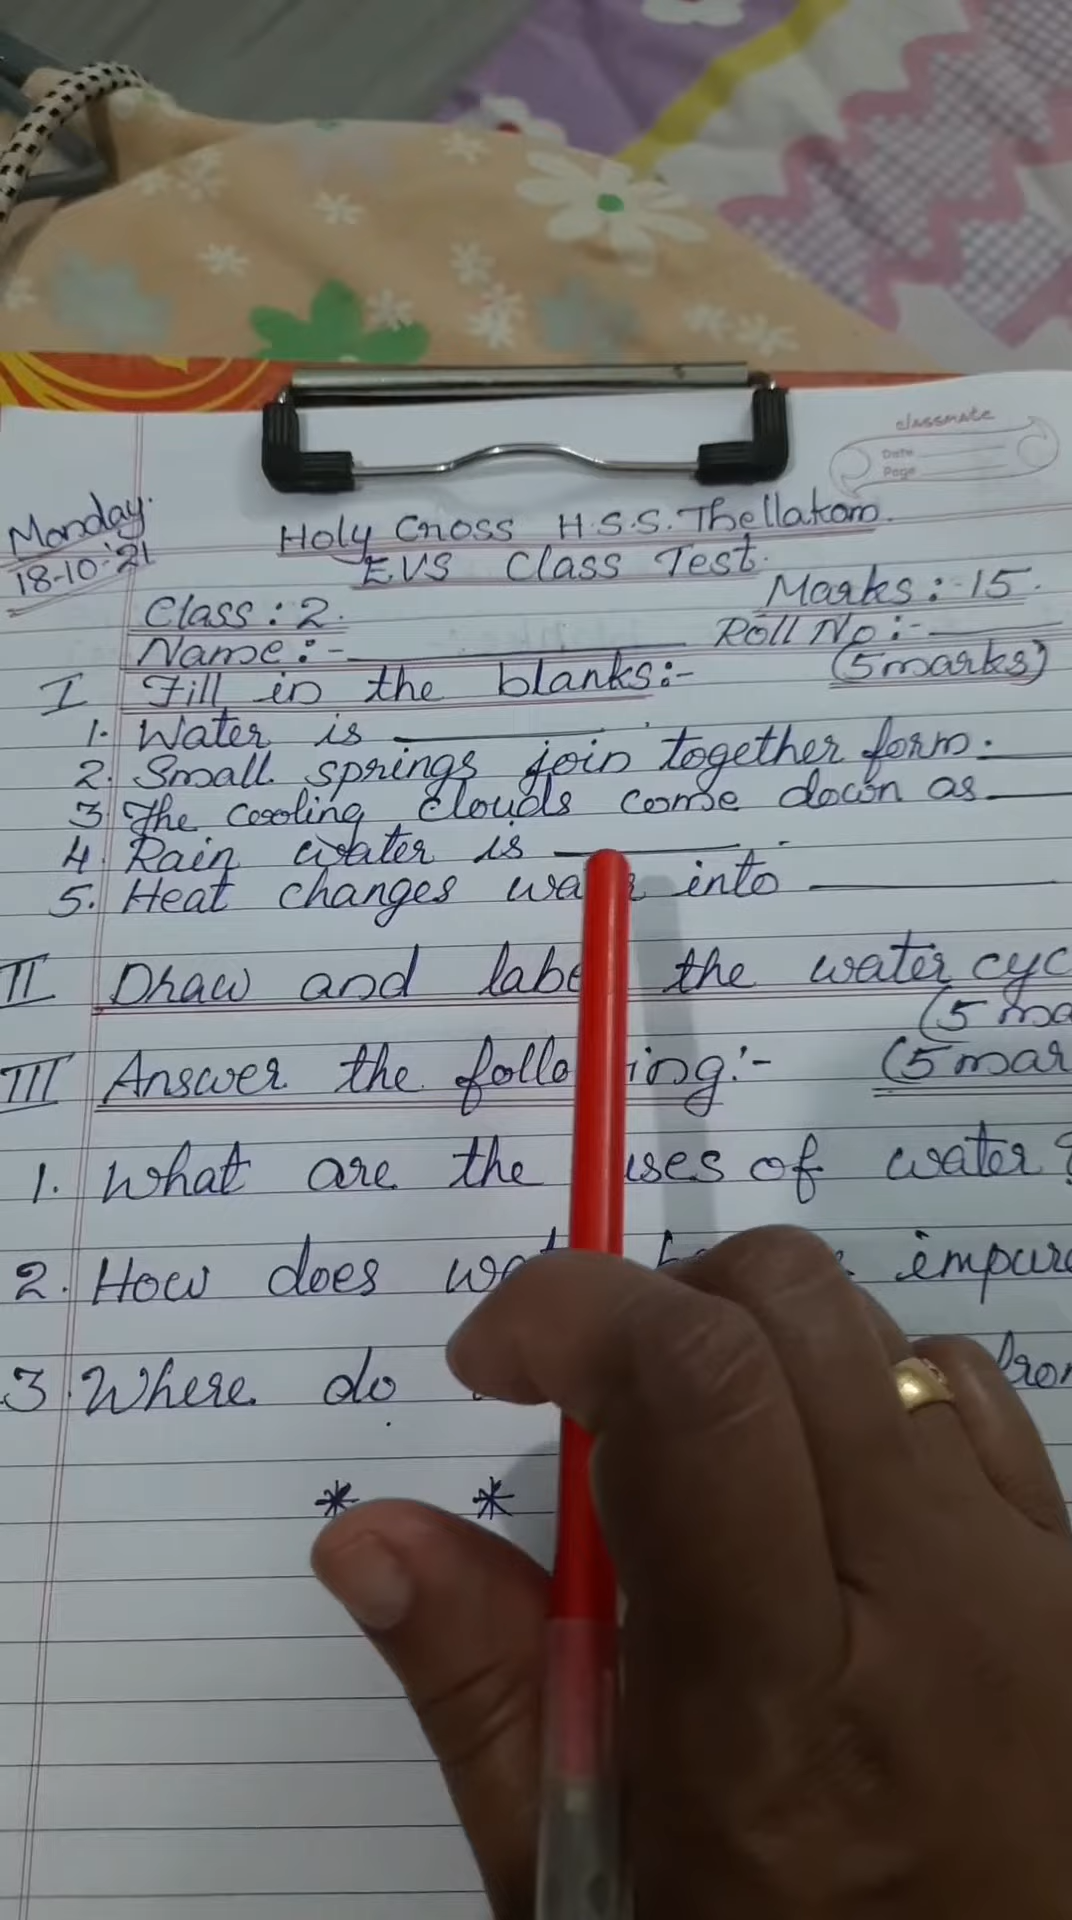 classmate
Date
Page
Monday.
18-10-'21
Holy Cross H.S.S. Thellakom.
EVS Class Test.
Marks:-15.
Class: 2.
Name:- Roll No:-
I Fill in the blanks:- (5marks)
1. Water is
2. Small springs join together form.
3. The cooling clouds come down as
4. Rain water is
5. Heat changes into
II Draw and the water
(5
III Answer the :- (5
1. What are the uses of water?
2. How does
3. Where do
* *